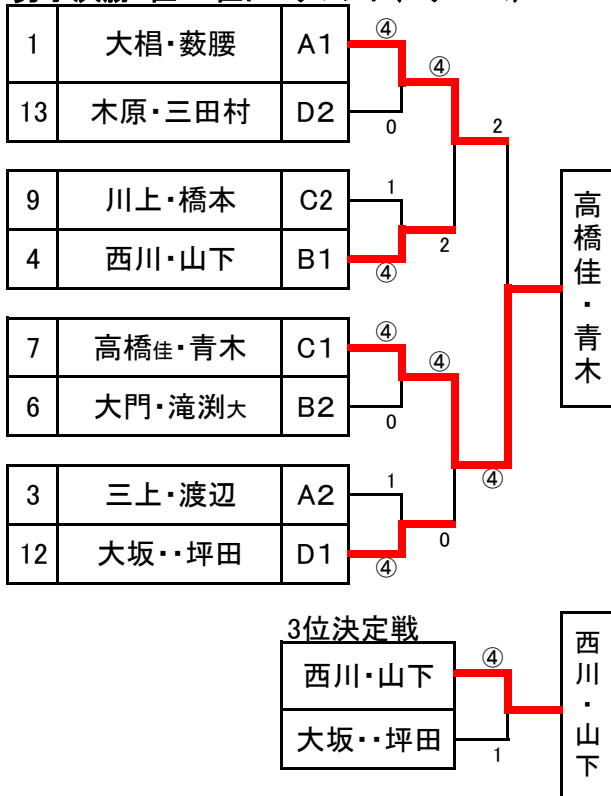 1 大椙・薮腰 A1
13 木原・三田村 D2
④
0
④
2
9 川上・橋本 C2
4 西川・山下 B1
1
④
2
高橋佳・青木
7 高橋佳・青木 C1
6 大門・滝渕大 B2
④
0
④
④
3 三上・渡辺 A2
12 大坂・・坪田 D1
1
④
0
3位決定戦
西川・山下
大坂・・坪田
④
1
西川・山下